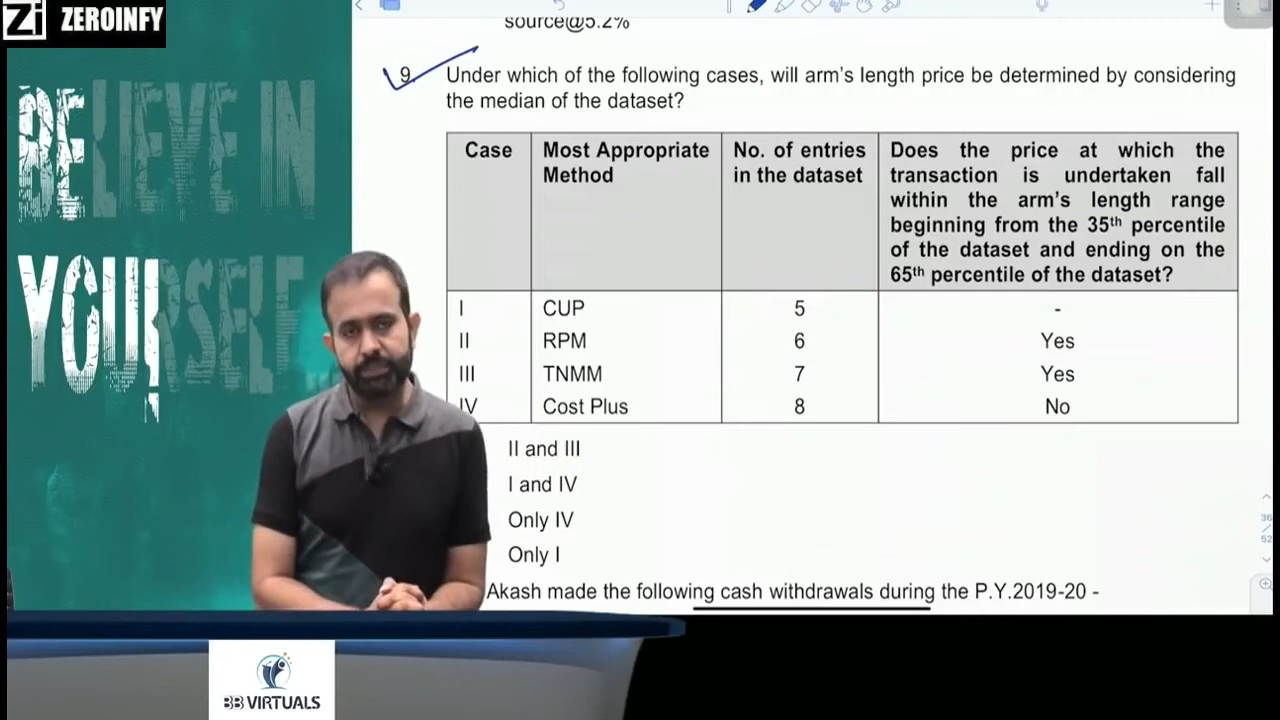 Zi ZEROINFY
BELIEVE IN
YOURSELF
source@5.2%
9. Under which of the following cases, will arm's length price be determined by considering
the median of the dataset?
Case
Most Appropriate
Method
No. of entries
in the dataset
Does the price at which the
transaction is undertaken fall
within the arm's length range
beginning from the 35th percentile
of the dataset and ending on the
65th percentile of the dataset?
I CUP 5 -
II RPM 6 Yes
III TNMM 7 Yes
IV Cost Plus 8 No
II and III
I and IV
Only IV
Only I
Akash made the following cash withdrawals during the P.Y.2019-20 -
36
52
BB VIRTUALS